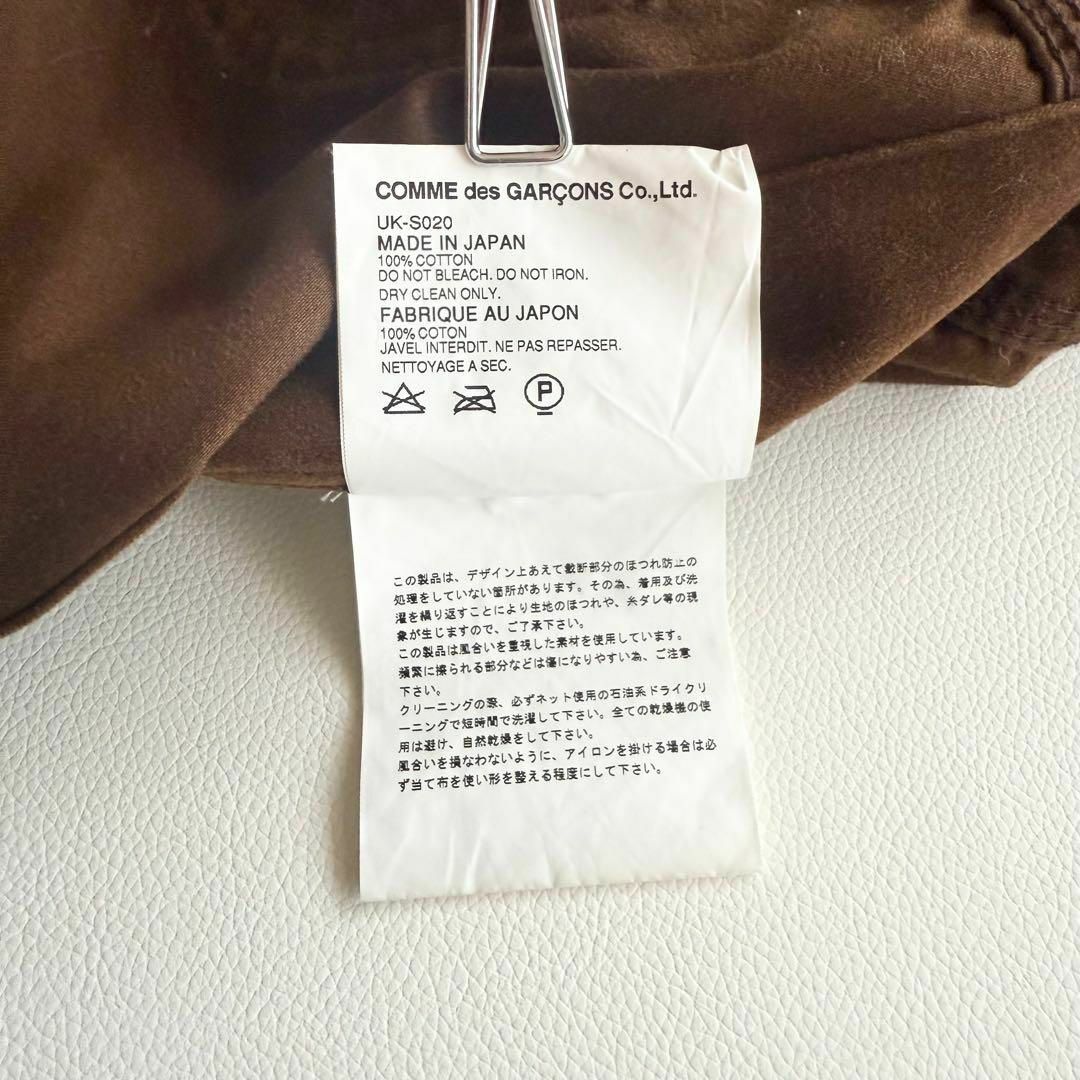 COMME des GARÇONS Co.,Ltd.
UK-S020
MADE IN JAPAN
100% COTTON
DO NOT BLEACH. DO NOT IRON.
DRY CLEAN ONLY.
FABRIQUE AU JAPON
100% COTON
JAVEL INTERDIT. NE PAS REPASSER.
NETTOYAGE A SEC.
P
この製品は、デザイン上あえて裁断部分のほつれ防止の
処理をしていない箇所があります。その為、着用及び洗
濯を繰り返すことにより生地のほつれや、糸ダレ等の現
象が生じますので、ご了承下さい。
この製品は風合いを重視した素材を使用しています。
頻繁に擦られる部分などは傷になりやすい為、ご注意
下さい。
クリーニングの際、必ずネット使用の石油系ドライクリ
ーニングで短時間で洗濯して下さい。全ての乾燥機の使
用は避け、自然乾燥をして下さい。
風合いを損なわないように、アイロンを掛ける場合は必
ず当て布を使い形を整える程度にして下さい。